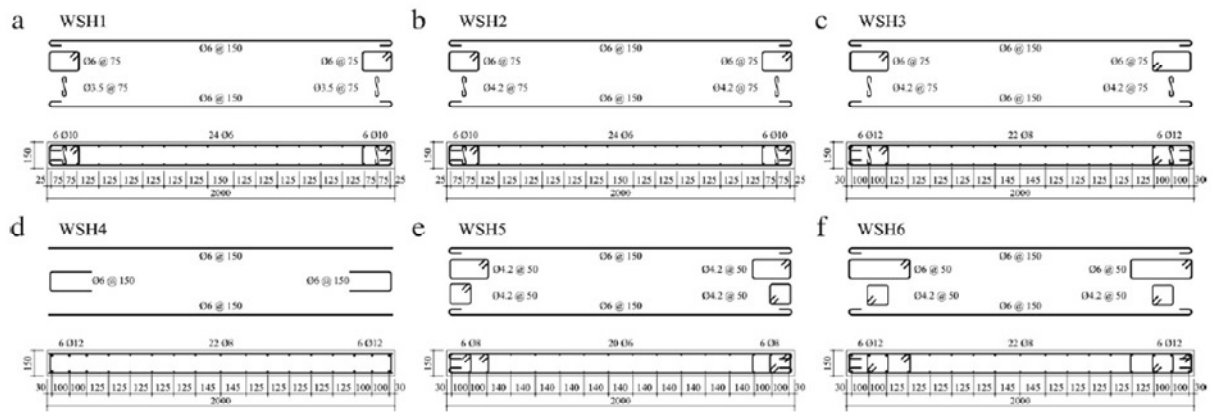 a WSH1
Ø6 @ 150
Ø6 @ 75 Ø6 @ 75
Ø3.5 @ 75 Ø3.5 @ 75
Ø6 @ 150
6 Ø10 24 Ø6 6 Ø10
150
25 75 75 125 125 125 125 125 125 150 125 125 125 125 125 125 75 75 25
2000
b WSH2
Ø6 @ 150
Ø6 @ 75 Ø6 @ 75
Ø4.2 @ 75 Ø4.2 @ 75
Ø6 @ 150
6 Ø10 24 Ø6 6 Ø10
150
25 75 75 125 125 125 125 125 125 150 125 125 125 125 125 125 75 75 25
2000
c WSH3
Ø6 @ 150
Ø6 @ 75 Ø6 @ 75
Ø4.2 @ 75 Ø4.2 @ 75
Ø6 @ 150
6 Ø12 22 Ø8 6 Ø12
150
30 100 100 125 125 125 125 125 145 145 125 125 125 125 125 100 100 30
2000
d WSH4
Ø6 @ 150
Ø6 @ 150 Ø6 @ 150
Ø6 @ 150
6 Ø12 22 Ø8 6 Ø12
150
30 100 100 125 125 125 125 125 145 145 125 125 125 125 125 100 100 30
2000
e WSH5
Ø6 @ 150
Ø4.2 @ 50 Ø4.2 @ 50
Ø4.2 @ 50 Ø4.2 @ 50
Ø6 @ 150
6 Ø8 20 Ø6 6 Ø8
150
30 100 100 140 140 140 140 140 140 140 140 140 140 140 100 100 30
2000
f WSH6
Ø6 @ 150
Ø6 @ 50 Ø6 @ 50
Ø4.2 @ 50 Ø4.2 @ 50
Ø6 @ 150
6 Ø12 22 Ø8 6 Ø12
150
30 100 100 125 125 125 125 125 145 145 125 125 125 125 125 100 100 30
2000